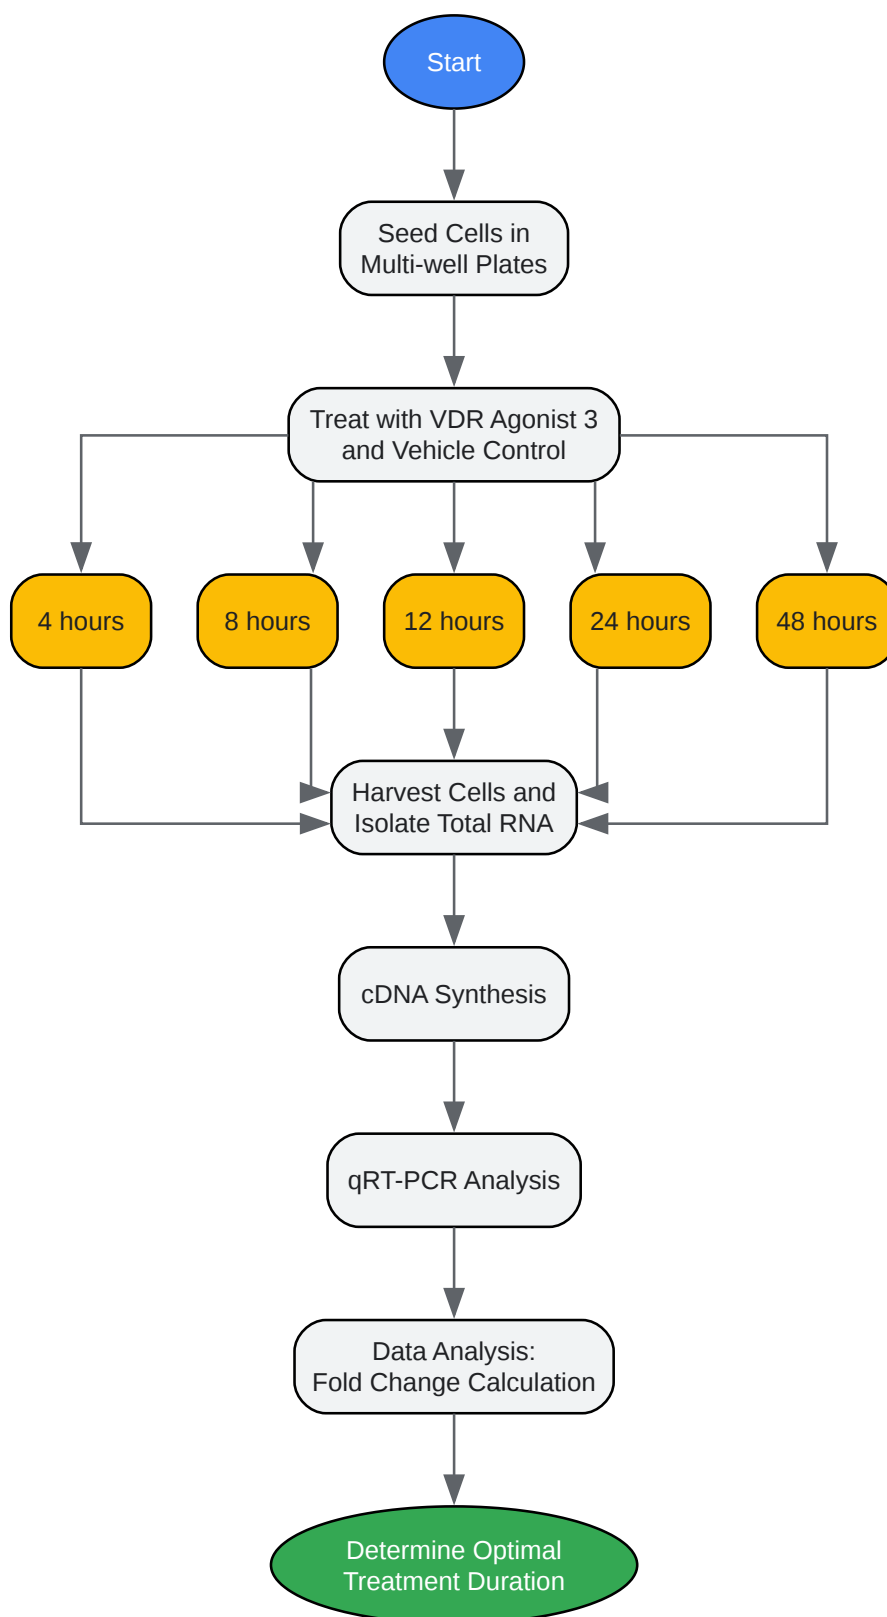 Start
Seed Cells in
Multi-well Plates
Treat with VDR Agonist 3
and Vehicle Control
4 hours
8 hours
12 hours
24 hours
48 hours
Harvest Cells and
Isolate Total RNA
cDNA Synthesis
qRT-PCR Analysis
Data Analysis:
Fold Change Calculation
Determine Optimal
Treatment Duration